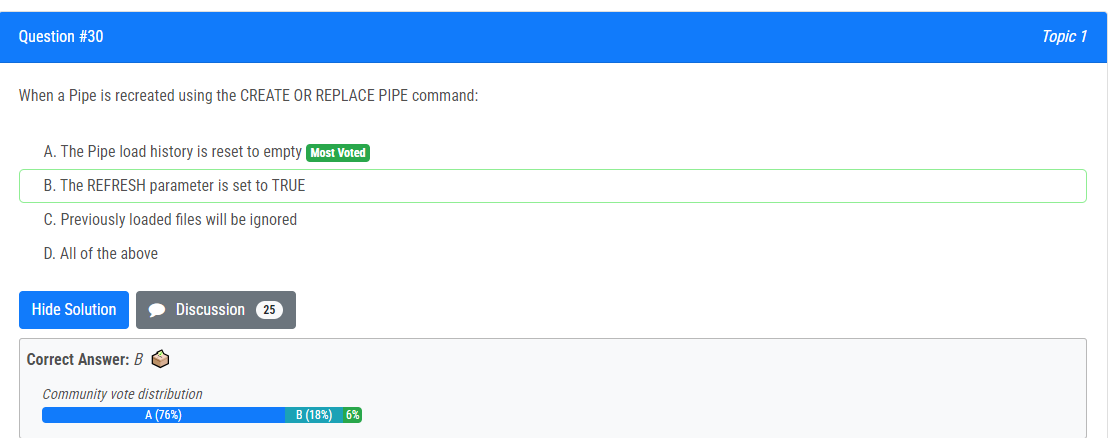 Question #30 Topic 1
When a Pipe is recreated using the CREATE OR REPLACE PIPE command:
A. The Pipe load history is reset to empty Most Voted
B. The REFRESH parameter is set to TRUE
C. Previously loaded files will be ignored
D. All of the above
Hide Solution Discussion 25
Correct Answer: B
Community vote distribution
A (76%) B (18%) 6%